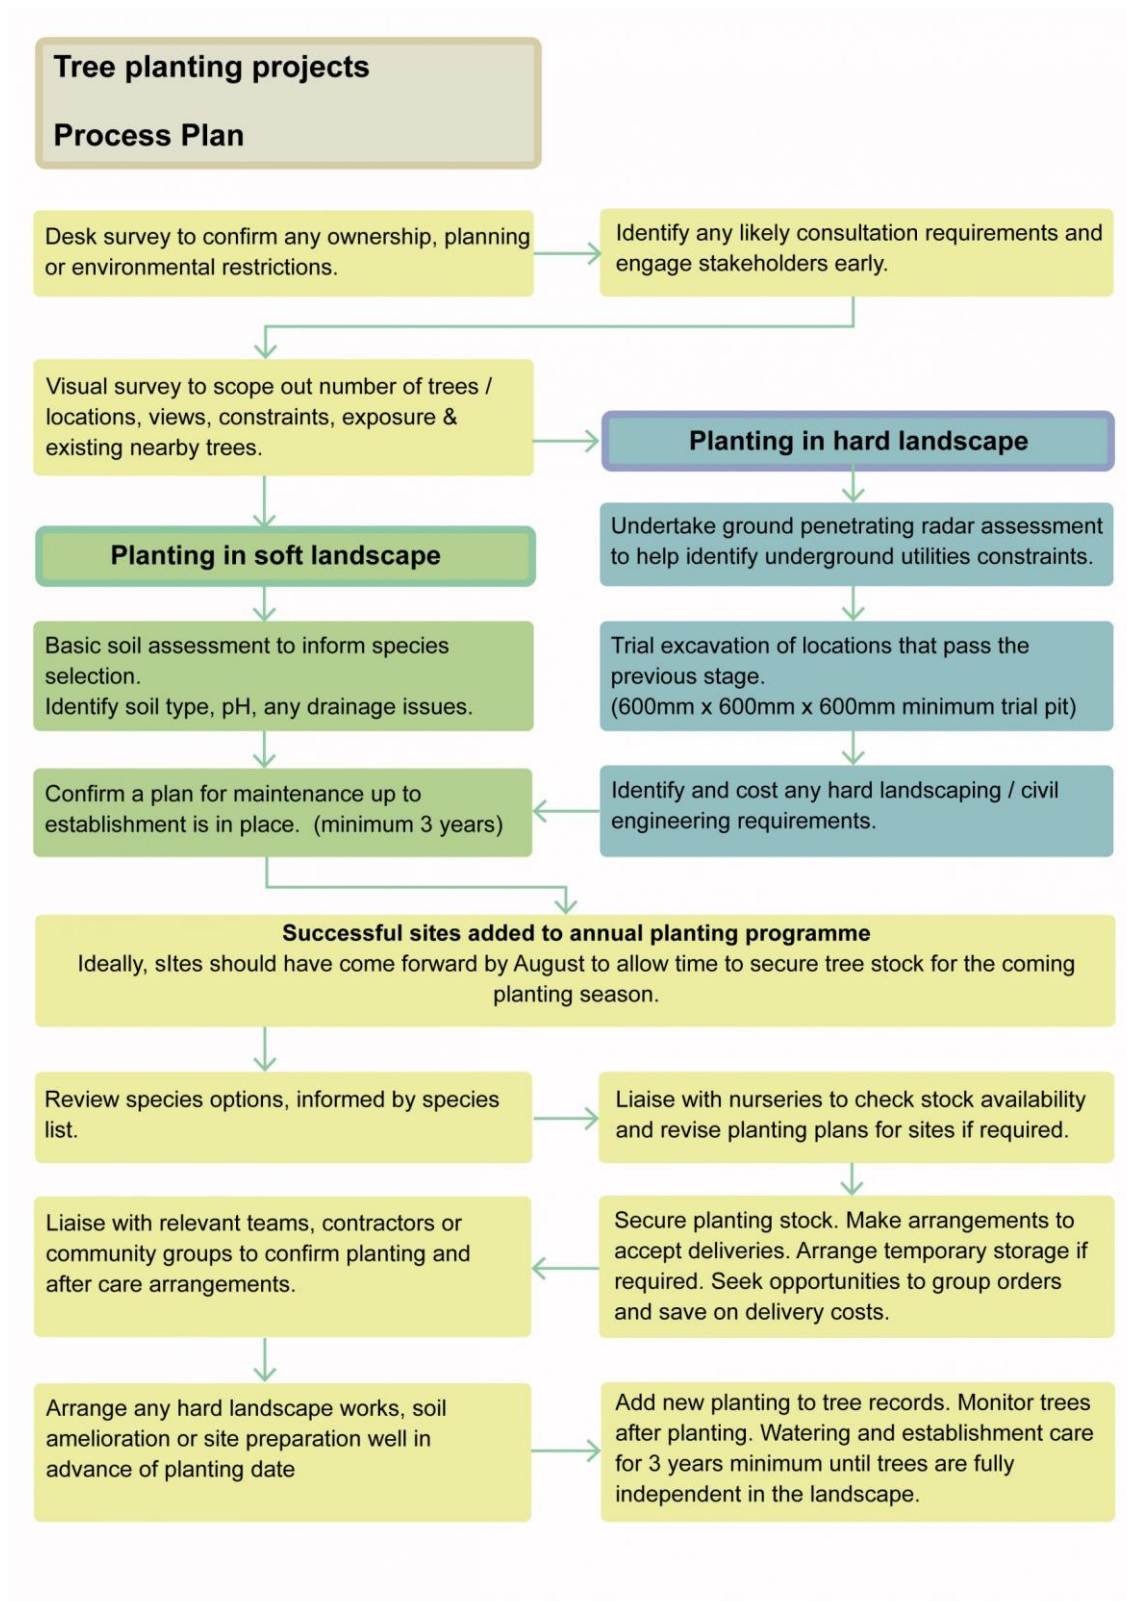 Tree planting projects
Process Plan
Desk survey to confirm any ownership, planning
or environmental restrictions.
Identify any likely consultation requirements and
engage stakeholders early.
Visual survey to scope out number of trees /
locations, views, constraints, exposure &
existing nearby trees.
Planting in hard landscape
Undertake ground penetrating radar assessment
to help identify underground utilities constraints.
Planting in soft landscape
Basic soil assessment to inform species
selection.
Identify soil type, pH, any drainage issues.
Trial excavation of locations that pass the
previous stage.
(600mm x 600mm x 600mm minimum trial pit)
Confirm a plan for maintenance up to
establishment is in place.  (minimum 3 years)
Identify and cost any hard landscaping / civil
engineering requirements.
Successful sites added to annual planting programme
Ideally, sItes should have come forward by August to allow time to secure tree stock for the coming
planting season.
Review species options, informed by species
list.
Liaise with nurseries to check stock availability
and revise planting plans for sites if required.
Liaise with relevant teams, contractors or
community groups to confirm planting and
after care arrangements.
Secure planting stock. Make arrangements to
accept deliveries. Arrange temporary storage if
required. Seek opportunities to group orders
and save on delivery costs.
Arrange any hard landscape works, soil
amelioration or site preparation well in
advance of planting date
Add new planting to tree records. Monitor trees
after planting. Watering and establishment care
for 3 years minimum until trees are fully
independent in the landscape.